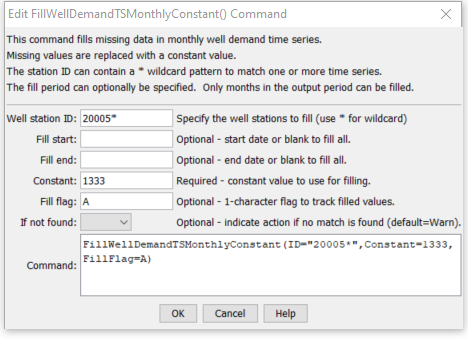 Edit FillWellDemandTSMonthlyConstant() Command
This command fills missing data in monthly well demand time series.
Missing values are replaced with a constant value.
The station ID can contain a * wildcard pattern to match one or more time series.
The fill period can optionally be specified.  Only months in the output period can be filled.
Well station ID: 20005* Specify the well stations to fill (use * for wildcard)
Fill start: Optional - start date or blank to fill all.
Fill end: Optional - end date or blank to fill all.
Constant: 1333 Required - constant value to use for filling.
Fill flag: A Optional - 1-character flag to track filled values.
If not found: Optional - indicate action if no match is found (default=Warn).
FillWellDemandTSMonthlyConstant(ID="20005*",Constant=1333,
Command: FillFlag=A)
OK Cancel Help